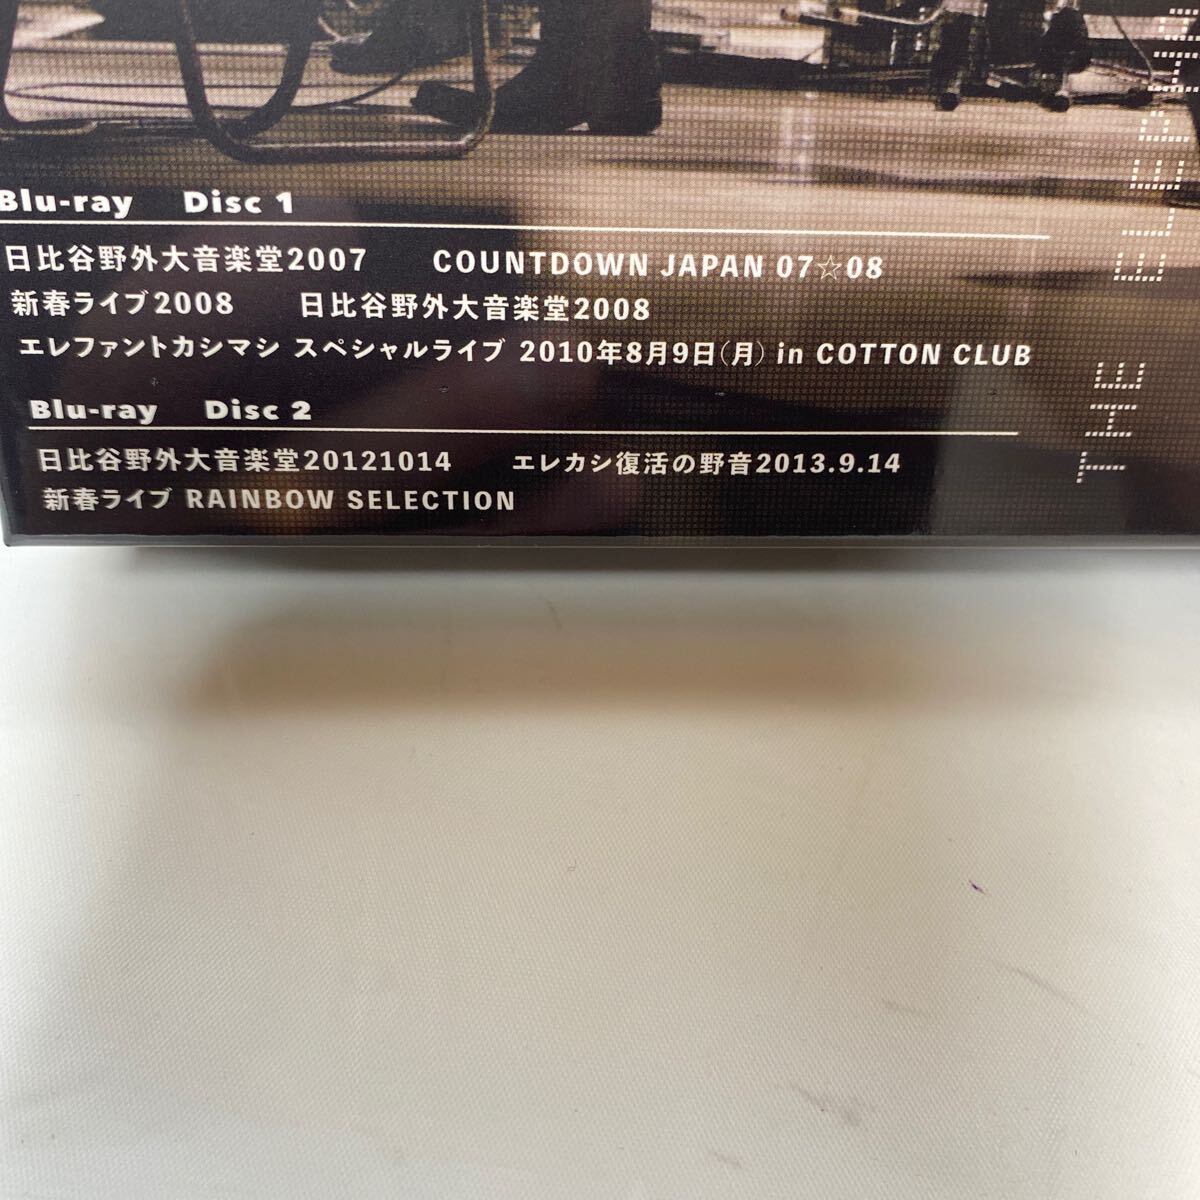 Blu-ray Disc 1
日比谷野外大音楽堂2007 COUNTDOWN JAPAN 07☆08
新春ライブ2008 日比谷野外大音楽堂2008
エレファントカシマシ スペシャルライブ 2010年8月9日(月) in COTTON CLUB
Blu-ray Disc 2
日比谷野外大音楽堂20121014 エレカシ復活の野音2013.9.14
新春ライブ RAINBOW SELECTION
THE ELEPH